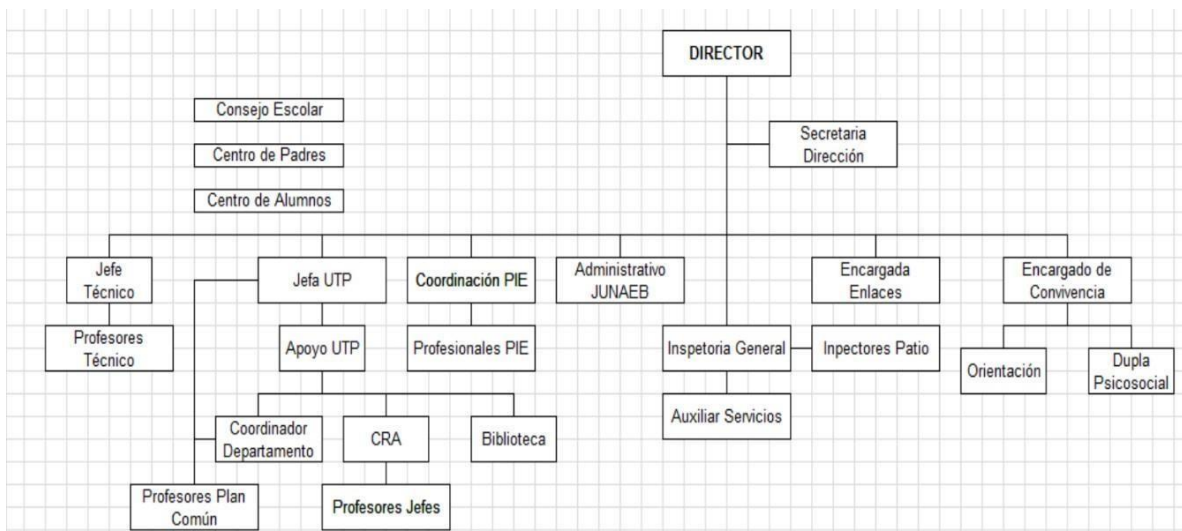 DIRECTOR
Consejo Escolar
Secretaria
Dirección
Centro de Padres
Centro de Alumnos
Jefe
Técnico
Jefa UTP
Coordinación PIE
Administrativo
JUNAEB
Encargada
Enlaces
Encargado de
Convivencia
Profesores
Técnico
Apoyo UTP
Profesionales PIE
Inspetoria General
Inpectores Patio
Orientación
Dupla
Psicosocial
Auxiliar Servicios
Coordinador
Departamento
CRA
Biblioteca
Profesores Plan
Común
Profesores Jefes